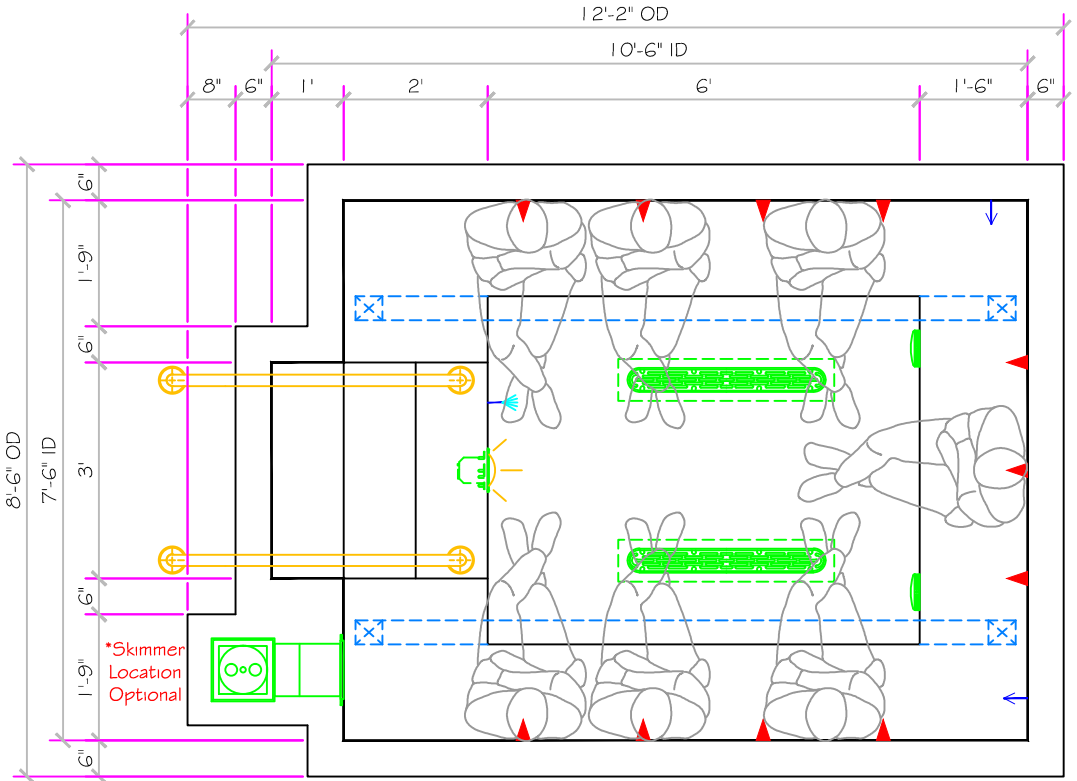 12'-2" OD
10'-6" ID
8" 6" 1' 2' 6' 1'-6" 6"
6"
1'-9"
6"
8'-6" OD
7'-6" ID
3'
6"
1'-9"
6"
*Skimmer
Location
Optional